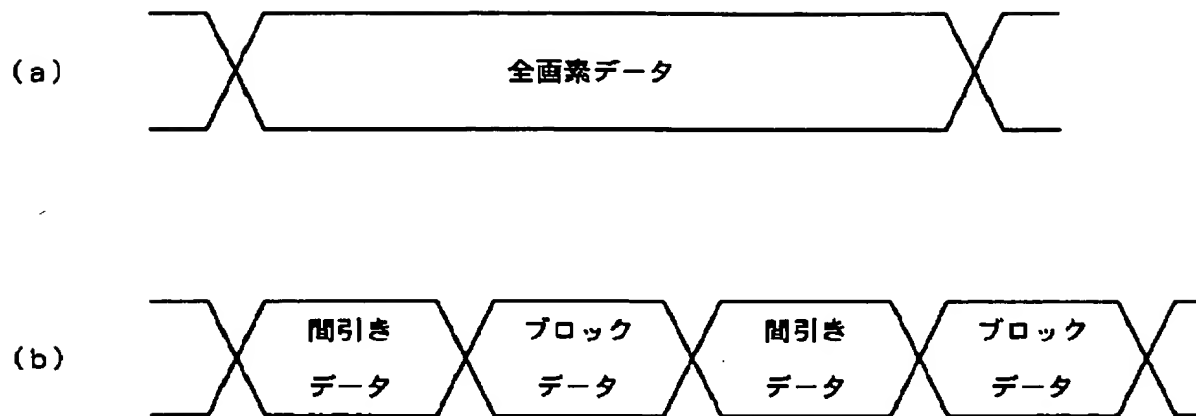 (a)
全画素データ
(b)
間引き
データ
ブロック
データ
間引き
データ
ブロック
データ